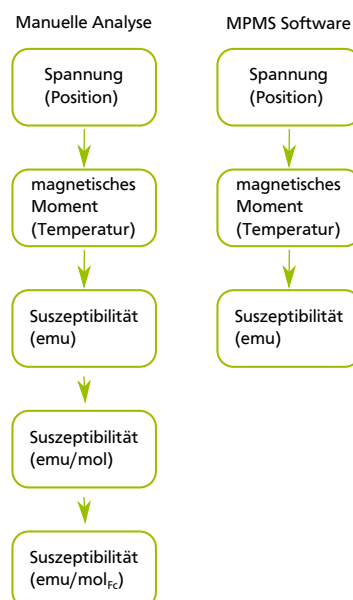 Manuelle Analyse
Spannung
(Position)
magnetisches
Moment
(Temperatur)
Suszeptibilität
(emu)
Suszeptibilität
(emu/mol)
Suszeptibilität
(emu/mol_Fc)
MPMS Software
Spannung
(Position)
magnetisches
Moment
(Temperatur)
Suszeptibilität
(emu)